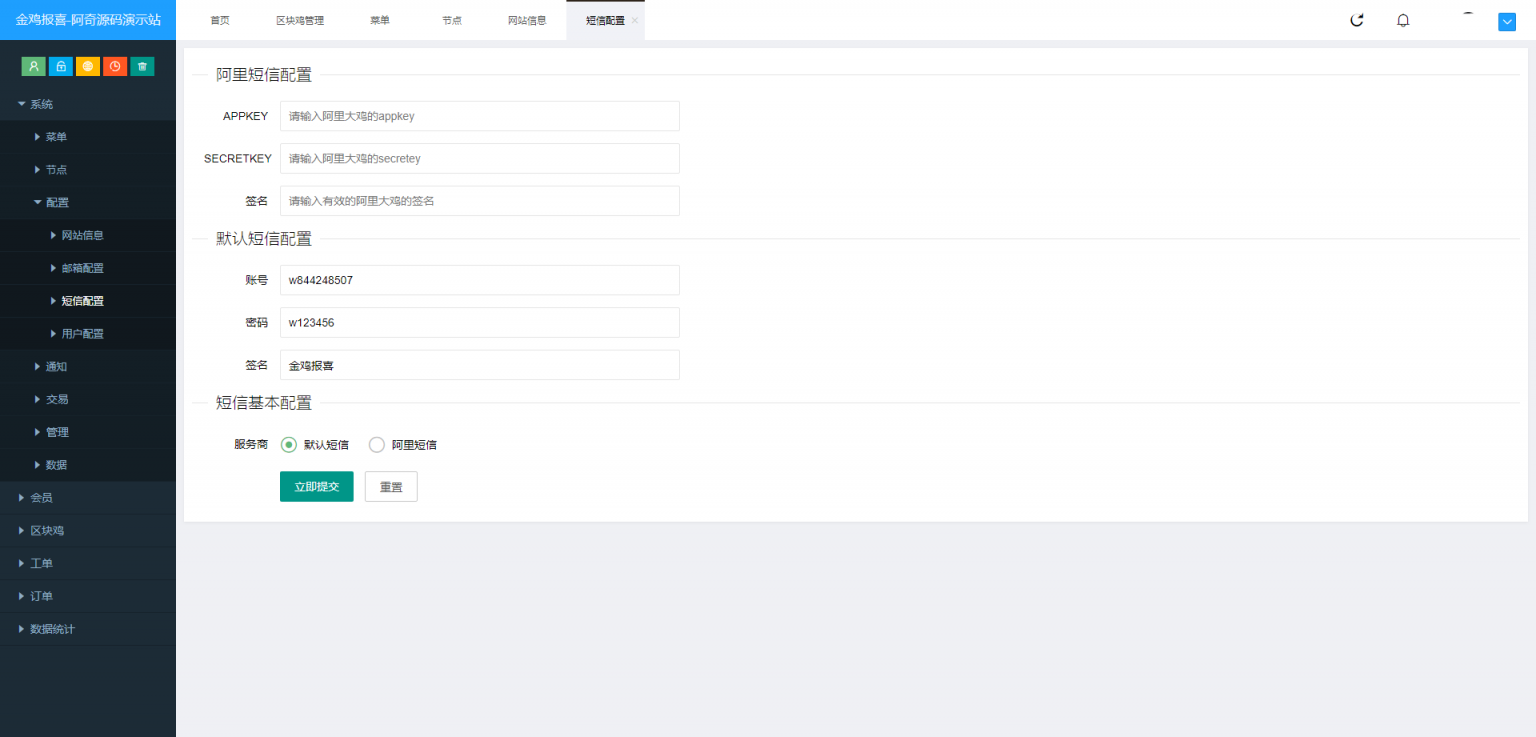 金鸡报喜-阿奇源码演示站
首页 区块鸡管理 菜单 节点 网站信息 短信配置
系统
菜单
节点
配置
网站信息
邮箱配置
短信配置
用户配置
通知
交易
管理
数据
会员
区块鸡
工单
订单
数据统计
阿里短信配置
APPKEY 请输入阿里大鸡的appkey
SECRETKEY 请输入阿里大鸡的secretey
签名 请输入有效的阿里大鸡的签名
默认短信配置
账号 w844248507
密码 w123456
签名 金鸡报喜
短信基本配置
服务商 默认短信 阿里短信
立即提交 重置